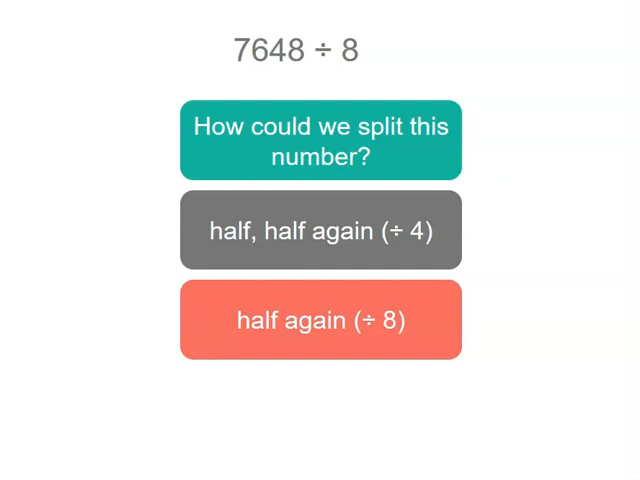 7648 ÷ 8
How could we split this
number?
half, half again (÷ 4)
half again (÷ 8)